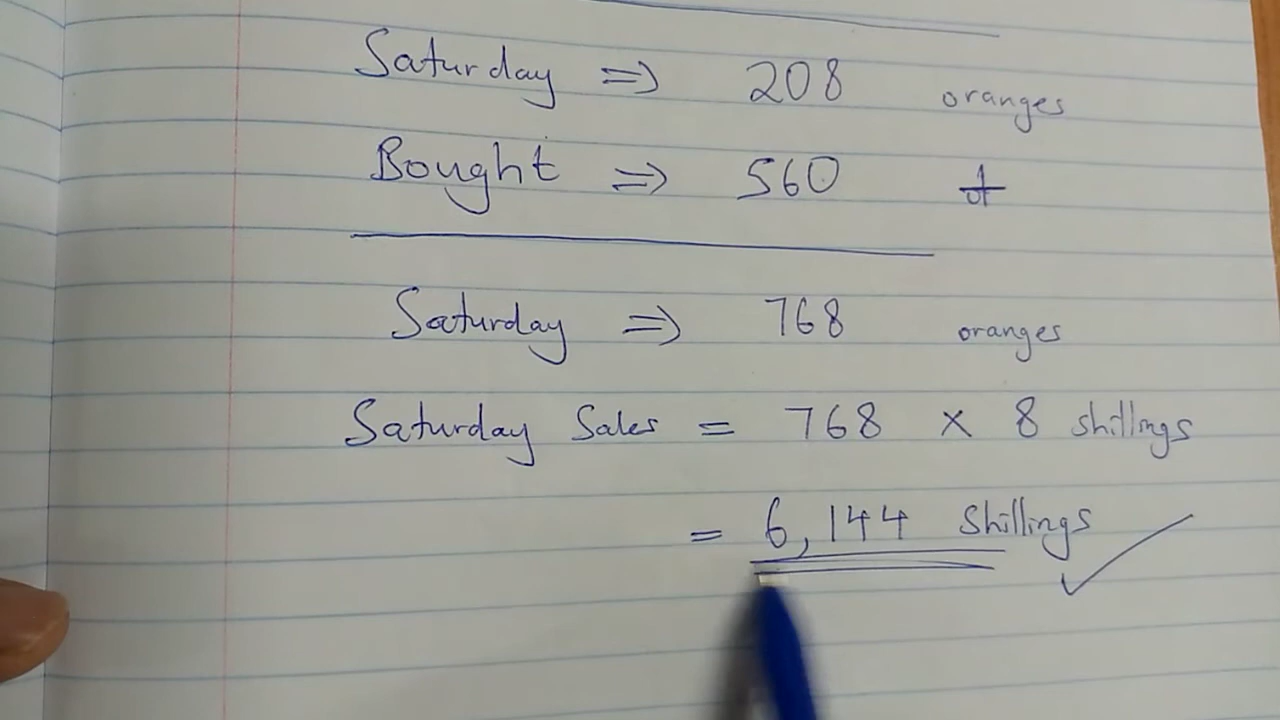 Saturday => 208 oranges
Bought => 560 +
Saturday => 768 oranges
Saturday Sales = 768 × 8 shillings
= 6,144 Shillings ✓